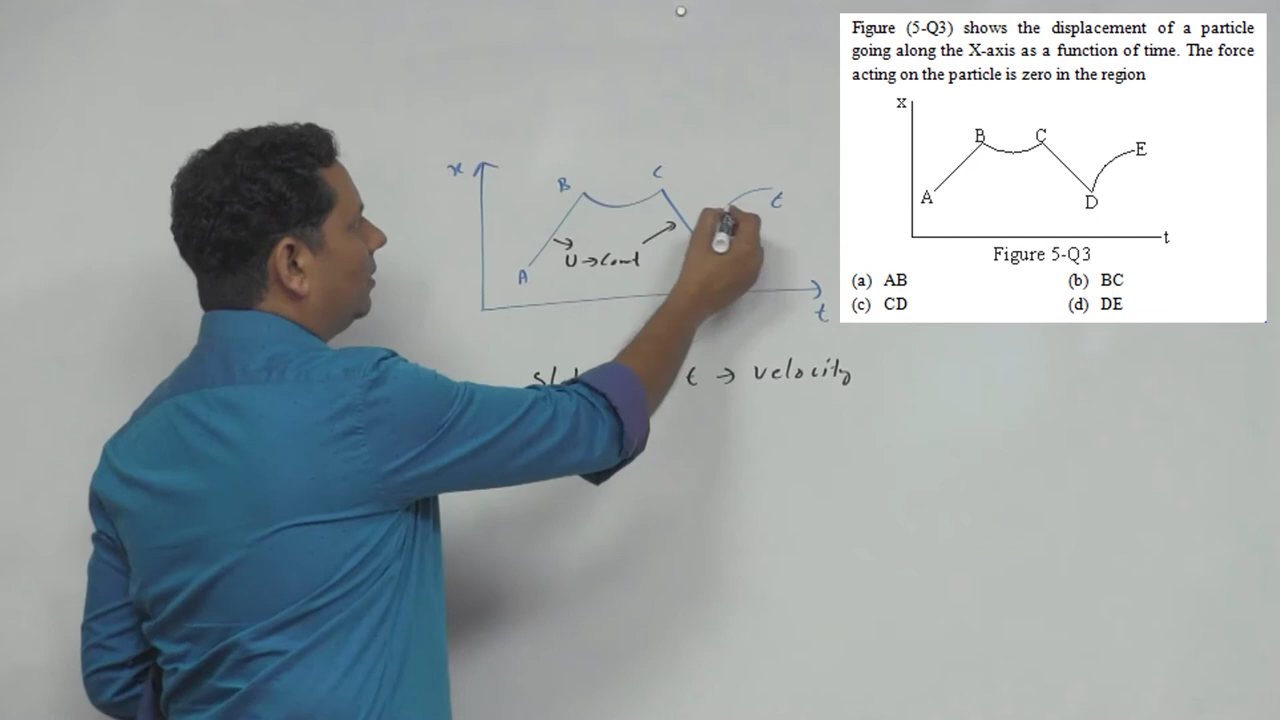 Figure (5-Q3) shows the displacement of a particle
going along the X-axis as a function of time. The force
acting on the particle is zero in the region
x
B
C
E
A
D
t
Figure 5-Q3
(a) AB
(b) BC
(c) CD
(d) DE
x
B
C
A
t
t → velocity